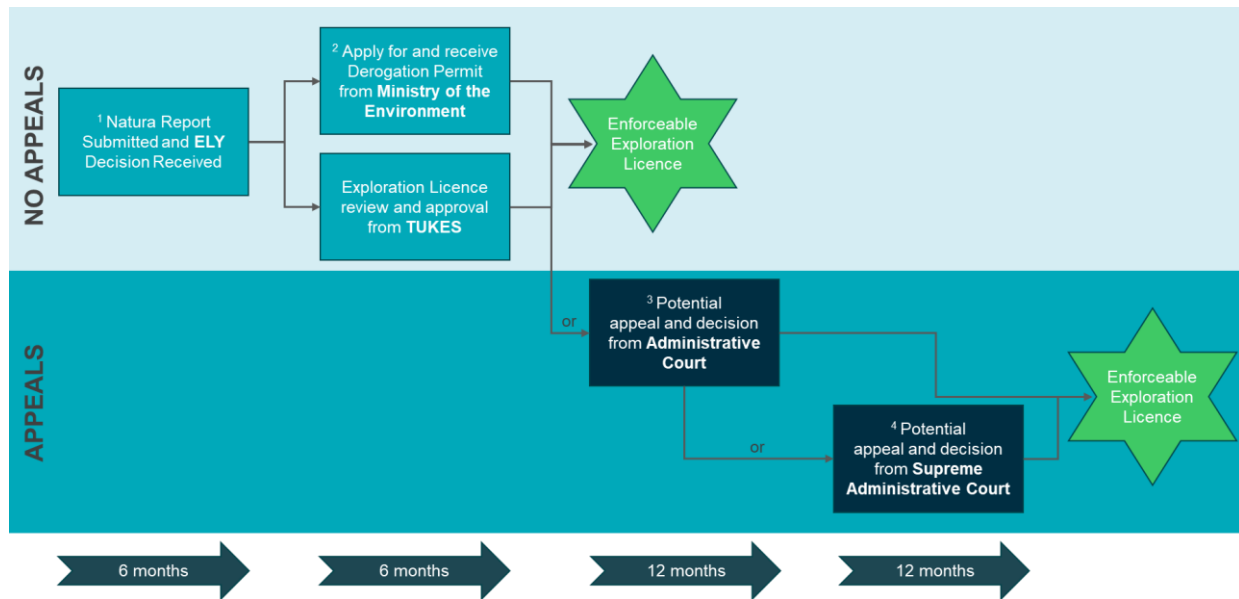 NO APPEALS
¹ Natura Report
Submitted and ELY
Decision Received
² Apply for and receive
Derogation Permit
from Ministry of the
Environment
Exploration Licence
review and approval
from TUKES
Enforceable
Exploration
Licence
APPEALS
or
³ Potential
appeal and decision
from Administrative
Court
or
⁴ Potential
appeal and decision
from Supreme
Administrative Court
Enforceable
Exploration
Licence
6 months
6 months
12 months
12 months